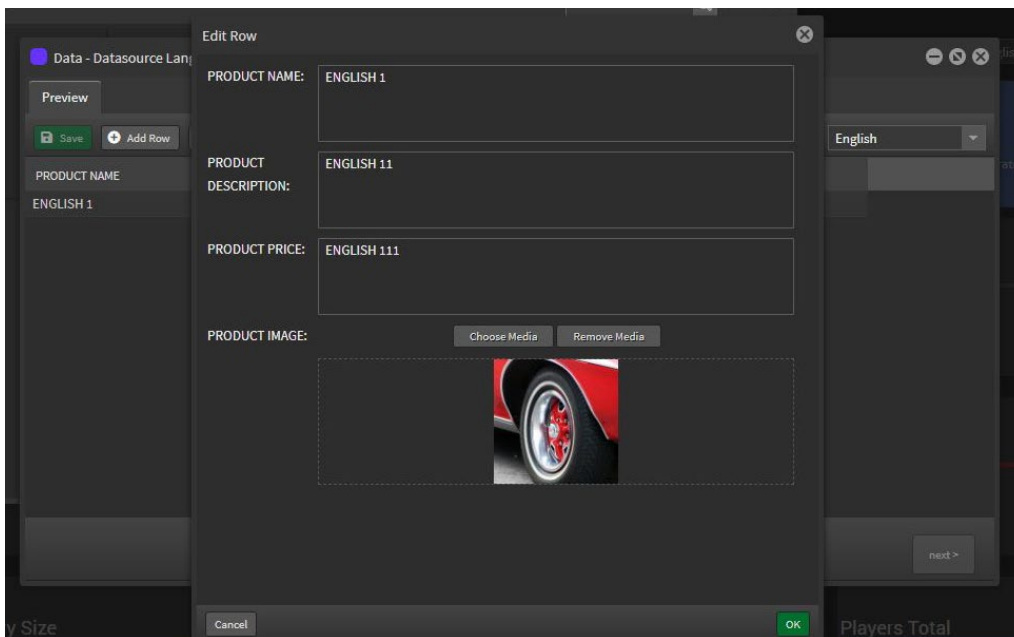 Edit Row
Data - Datasource Lang
PRODUCT NAME:
ENGLISH 1
Preview
Save
Add Row
English
PRODUCT
DESCRIPTION:
ENGLISH 11
PRODUCT NAME
ENGLISH 1
PRODUCT PRICE:
ENGLISH 111
PRODUCT IMAGE:
Choose Media
Remove Media
next >
Cancel
OK
y Size
Players Total